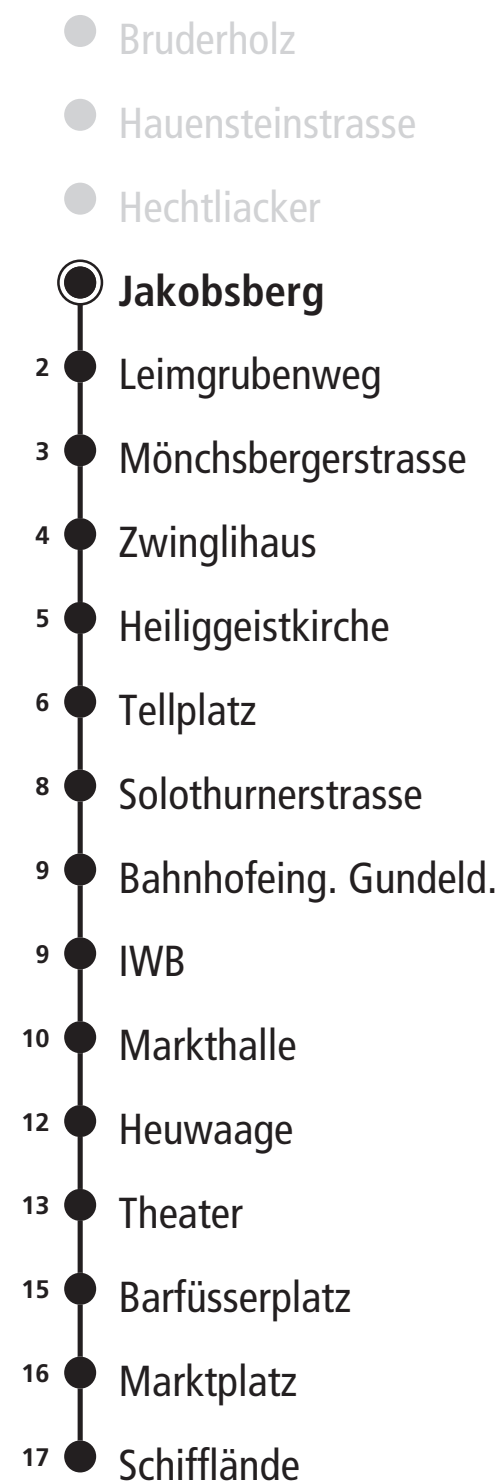 Bruderholz
Hauensteinstrasse
Hechtliacker
Jakobsberg
2 Leimgrubenweg
3 Mönchsbergerstrasse
4 Zwinglihaus
5 Heiliggeistkirche
6 Tellplatz
8 Solothurnerstrasse
9 Bahnhofeing. Gundeld.
9 IWB
10 Markthalle
12 Heuwaage
13 Theater
15 Barfüsserplatz
16 Marktplatz
17 Schifflände